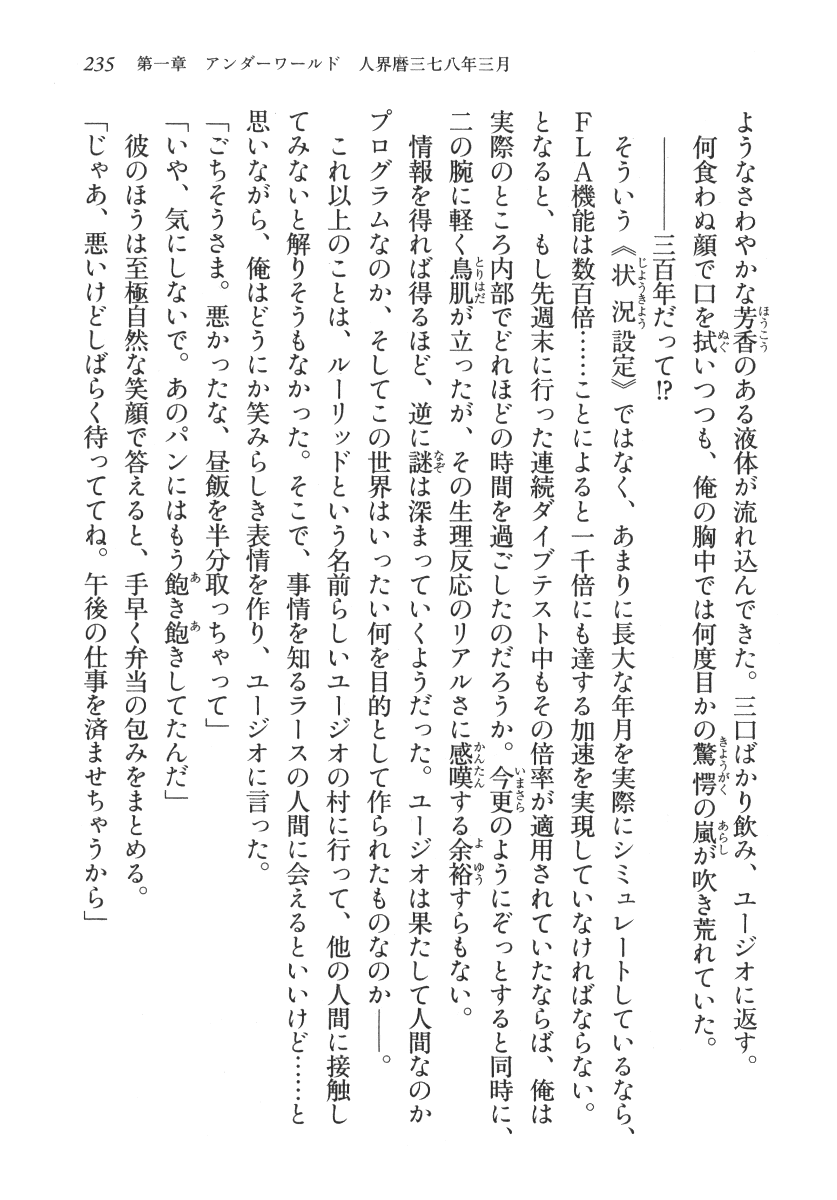 235　第一章　アンダーワールド　人界暦三七八年三月
ようなさわやかな芳香のある液体が流れ込んできた。三口ばかり飲み、ユージオに返す。
何食わぬ顔で口を拭いつつも、俺の胸中では何度目かの驚愕の嵐が吹き荒れていた。
――三百年だって!?
そういう《状況設定》ではなく、あまりに長大な年月を実際にシミュレートしているなら、
ＦＬＡ機能は数百倍……ことによると一千倍にも達する加速を実現していなければならない。
となると、もし先週末に行った連続ダイブテスト中もその倍率が適用されていたならば、俺は
実際のところ内部でどれほどの時間を過ごしたのだろうか。今更のようにぞっとすると同時に、
二の腕に軽く鳥肌が立ったが、その生理反応のリアルさに感嘆する余裕すらもない。
情報を得れば得るほど、逆に謎は深まっていくようだった。ユージオは果たして人間なのか
プログラムなのか、そしてこの世界はいったい何を目的として作られたものなのか――。
これ以上のことは、ルーリッドという名前らしいユージオの村に行って、他の人間に接触し
てみないと解りそうもなかった。そこで、事情を知るラースの人間に会えるといいけど……と
思いながら、俺はどうにか笑みらしき表情を作り、ユージオに言った。
「ごちそうさま。悪かったな、昼飯を半分取っちゃって」
「いや、気にしないで。あのパンにはもう飽き飽きしてたんだ」
彼のほうは至極自然な笑顔で答えると、手早く弁当の包みをまとめる。
「じゃあ、悪いけどしばらく待っててね。午後の仕事を済ませちゃうから」